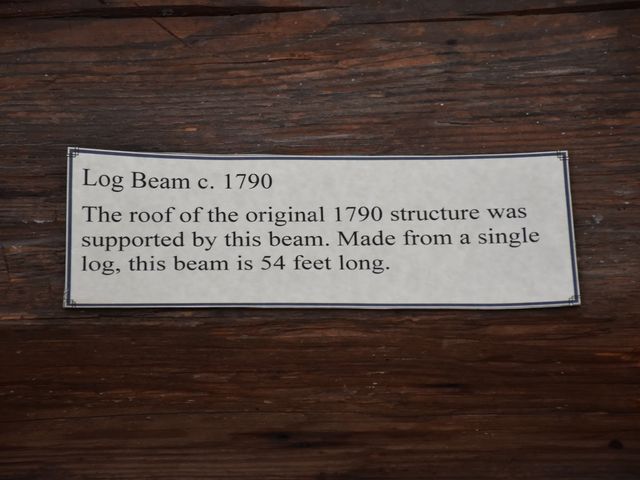 Log Beam c. 1790
The roof of the original 1790 structure was
supported by this beam. Made from a single
log, this beam is 54 feet long.